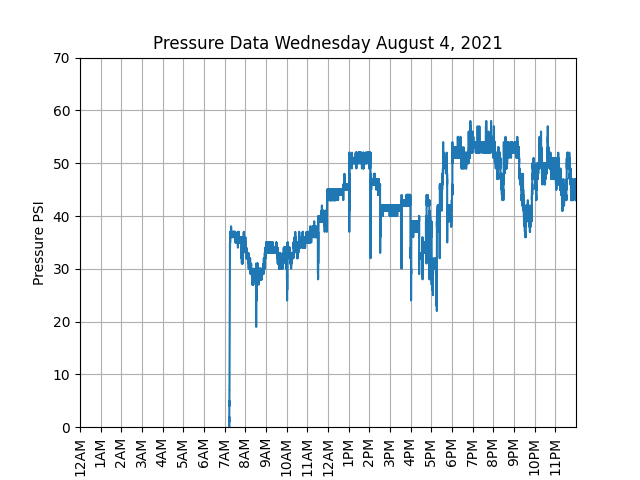 Pressure Data Wednesday August 4, 2021
70
60
50
40
30
20
10
0
Pressure PSI
12AM
1AM
2AM
3AM
4AM
5AM
6AM
7AM
8AM
9AM
10AM
11AM
12AM
1PM
2PM
3PM
4PM
5PM
6PM
7PM
8PM
9PM
10PM
11PM